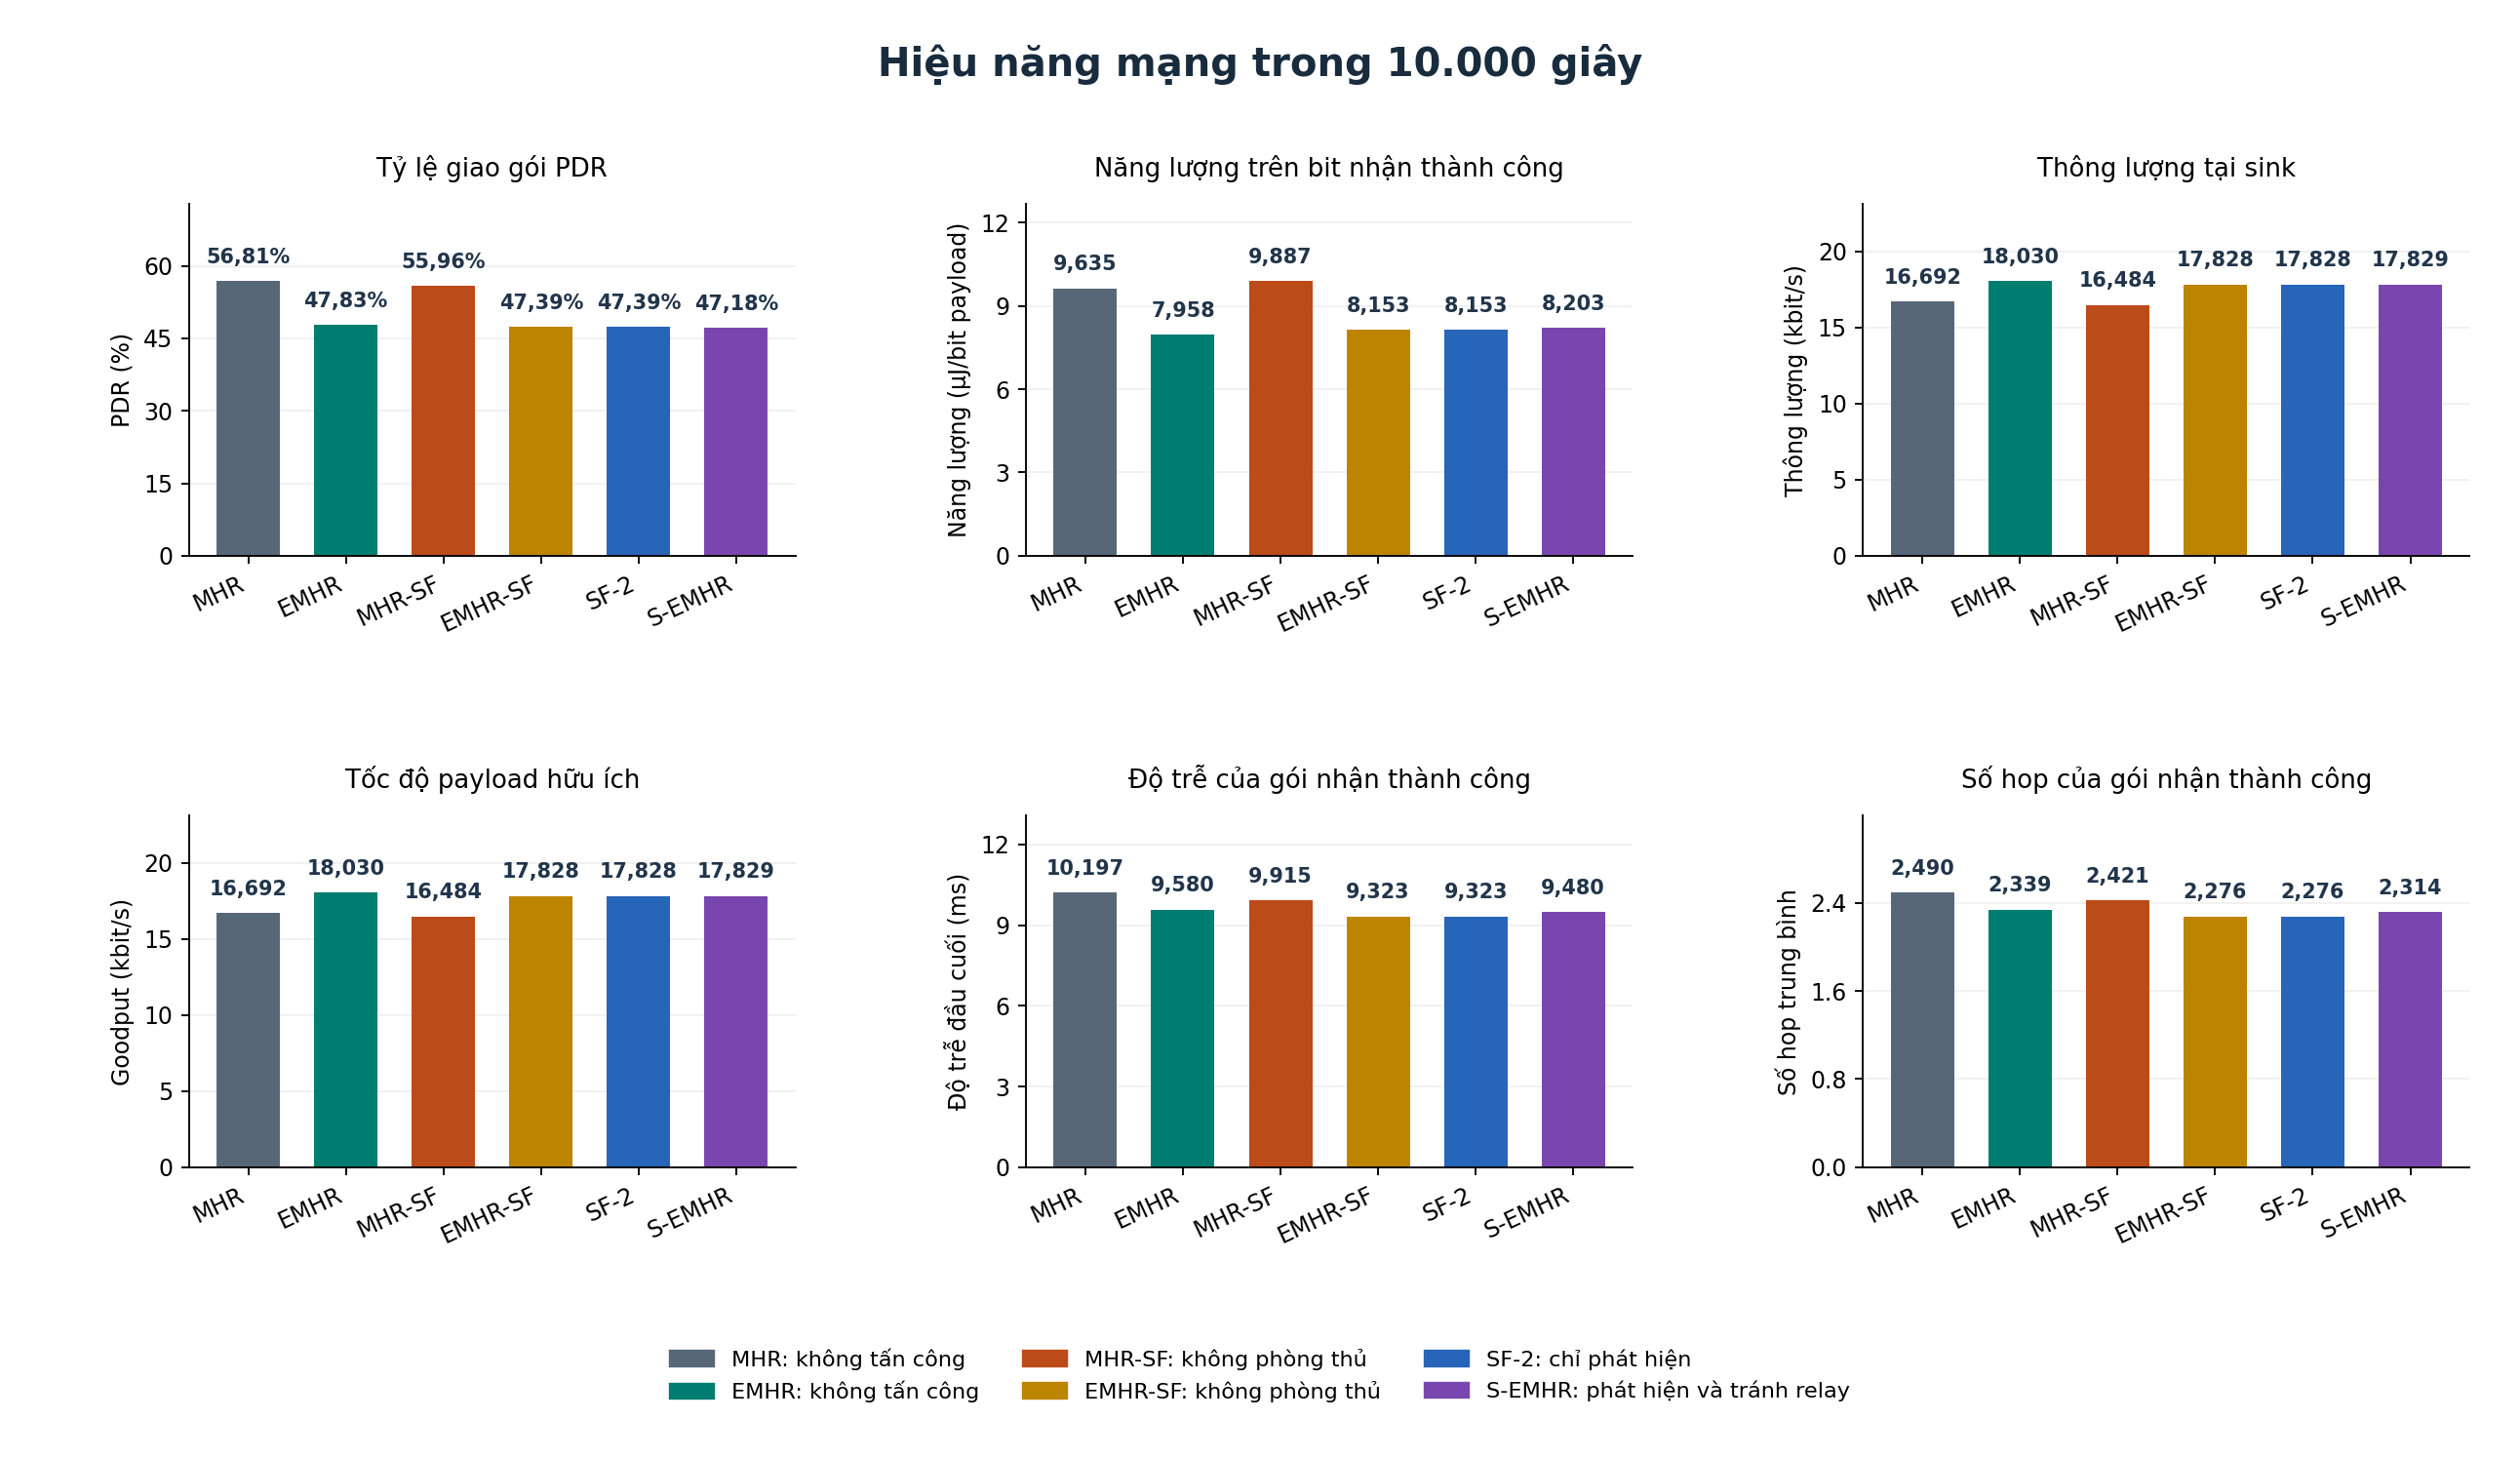 Hiệu năng mạng trong 10.000 giây
Tỷ lệ giao gói PDR
PDR (%)
60
45
30
15
0
56,81%
47,83%
55,96%
47,39%
47,39%
47,18%
MHR
EMHR
MHR-SF
EMHR-SF
SF-2
S-EMHR
Năng lượng trên bit nhận thành công
Năng lượng (µJ/bit payload)
12
9
6
3
0
9,635
7,958
9,887
8,153
8,153
8,203
MHR
EMHR
MHR-SF
EMHR-SF
SF-2
S-EMHR
Thông lượng tại sink
Thông lượng (kbit/s)
20
15
10
5
0
16,692
18,030
16,484
17,828
17,828
17,829
MHR
EMHR
MHR-SF
EMHR-SF
SF-2
S-EMHR
Tốc độ payload hữu ích
Goodput (kbit/s)
20
15
10
5
0
16,692
18,030
16,484
17,828
17,828
17,829
MHR
EMHR
MHR-SF
EMHR-SF
SF-2
S-EMHR
Độ trễ của gói nhận thành công
Độ trễ đầu cuối (ms)
12
9
6
3
0
10,197
9,580
9,915
9,323
9,323
9,480
MHR
EMHR
MHR-SF
EMHR-SF
SF-2
S-EMHR
Số hop của gói nhận thành công
Số hop trung bình
2.4
1.6
0.8
0.0
2,490
2,339
2,421
2,276
2,276
2,314
MHR
EMHR
MHR-SF
EMHR-SF
SF-2
S-EMHR
MHR: không tấn công
EMHR: không tấn công
MHR-SF: không phòng thủ
EMHR-SF: không phòng thủ
SF-2: chỉ phát hiện
S-EMHR: phát hiện và tránh relay